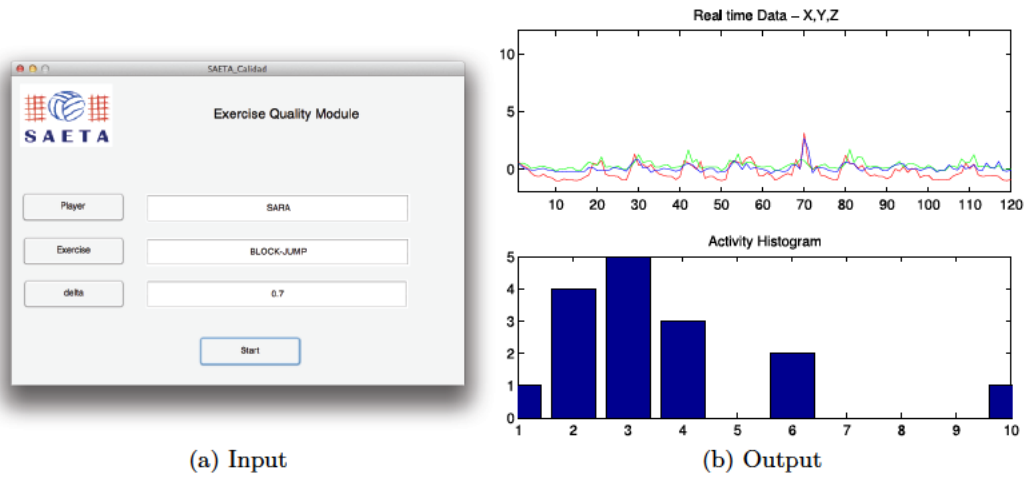 SAETA_Calidad
SAETA
Exercise Quality Module
Player
SARA
Exercise
BLOCK-JUMP
delta
0.7
Start
(a) Input
Real time Data – X,Y,Z
10
5
0
10 20 30 40 50 60 70 80 90 100 110 120
Activity Histogram
5
4
3
2
1
0
1 2 3 4 5 6 7 8 9 10
(b) Output